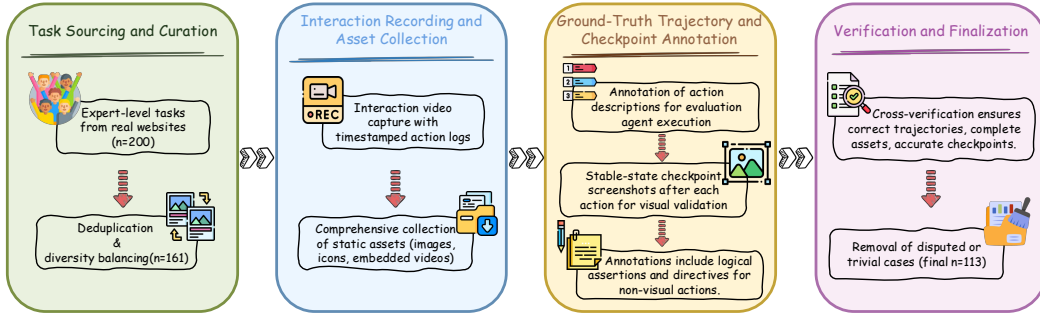 Task Sourcing and Curation
Expert-level tasks
from real websites
(n=200)
Deduplication
&
diversity balancing(n=161)
Interaction Recording and
Asset Collection
REC
Interaction video
capture with
timestamped action logs
Comprehensive collection
of static assets (images,
icons, embedded videos)
Ground-Truth Trajectory and
Checkpoint Annotation
1
2
3
Annotation of action
descriptions for evaluation
agent execution
Stable-state checkpoint
screenshots after each
action for visual validation
Annotations include logical
assertions and directives for
non-visual actions.
Verification and Finalization
Cross-verification ensures
correct trajectories, complete
assets, accurate checkpoints.
Removal of disputed or
trivial cases (final n=113)